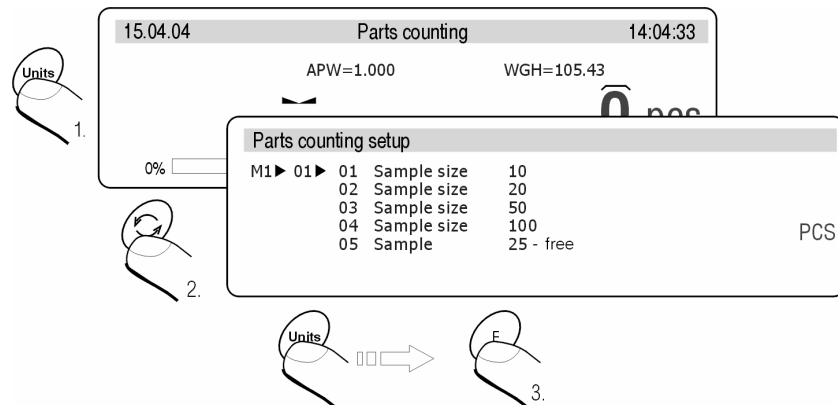 15.04.04 Parts counting 14:04:33
Units
APW=1.000 WGH=105.43
0 pcs
1.
Parts counting setup
0%
M1▶ 01▶ 01 Sample size 10
02 Sample size 20
03 Sample size 50
04 Sample size 100
05 Sample 25 - free
PCS
2.
Units
F
3.